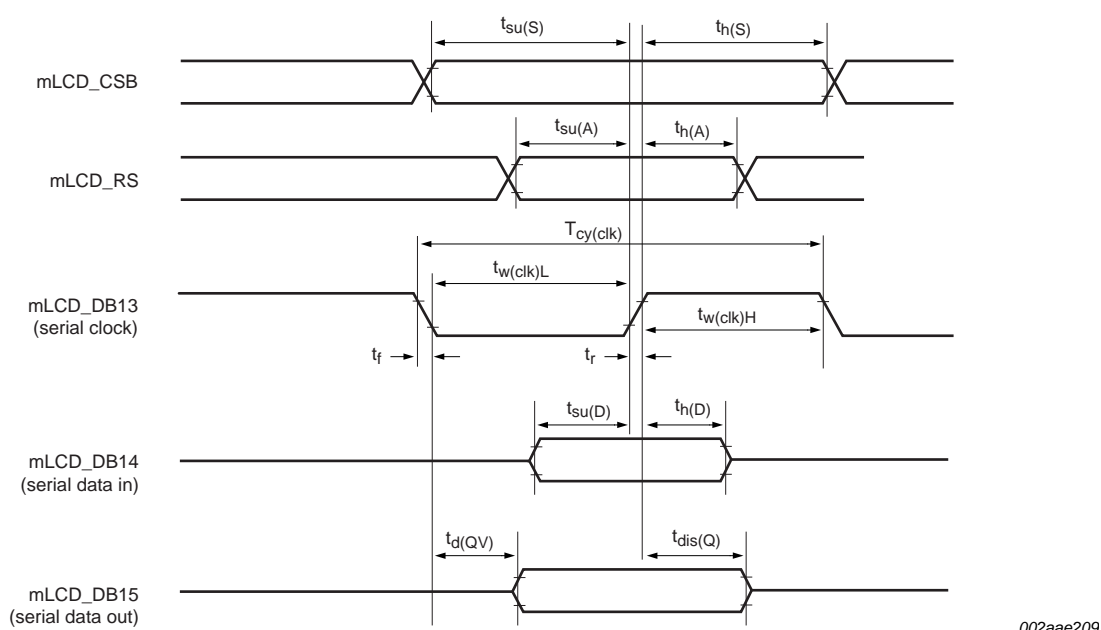 tsu(S)
th(S)
mLCD_CSB
tsu(A)
th(A)
mLCD_RS
Tcy(clk)
tw(clk)L
mLCD_DB13
(serial clock)
tw(clk)H
tf
tr
tsu(D)
th(D)
mLCD_DB14
(serial data in)
td(QV)
tdis(Q)
mLCD_DB15
(serial data out)
002aae209